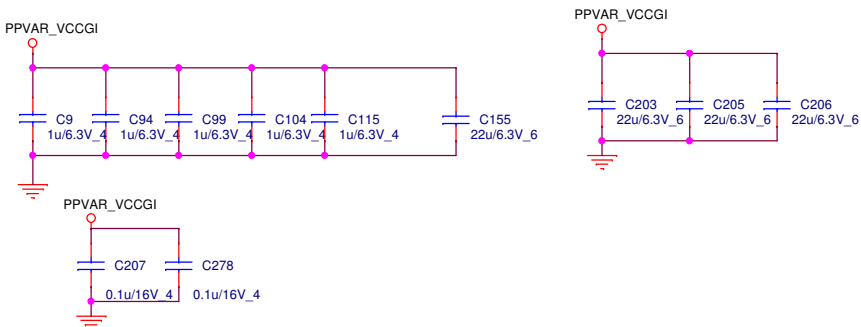 PPVAR_VCCGI
C9
1u/6.3V_4
C94
1u/6.3V_4
C99
1u/6.3V_4
C104
1u/6.3V_4
C115
1u/6.3V_4
C155
22u/6.3V_6
PPVAR_VCCGI
C203
22u/6.3V_6
C205
22u/6.3V_6
C206
22u/6.3V_6
PPVAR_VCCGI
C207
0.1u/16V_4
C278
0.1u/16V_4